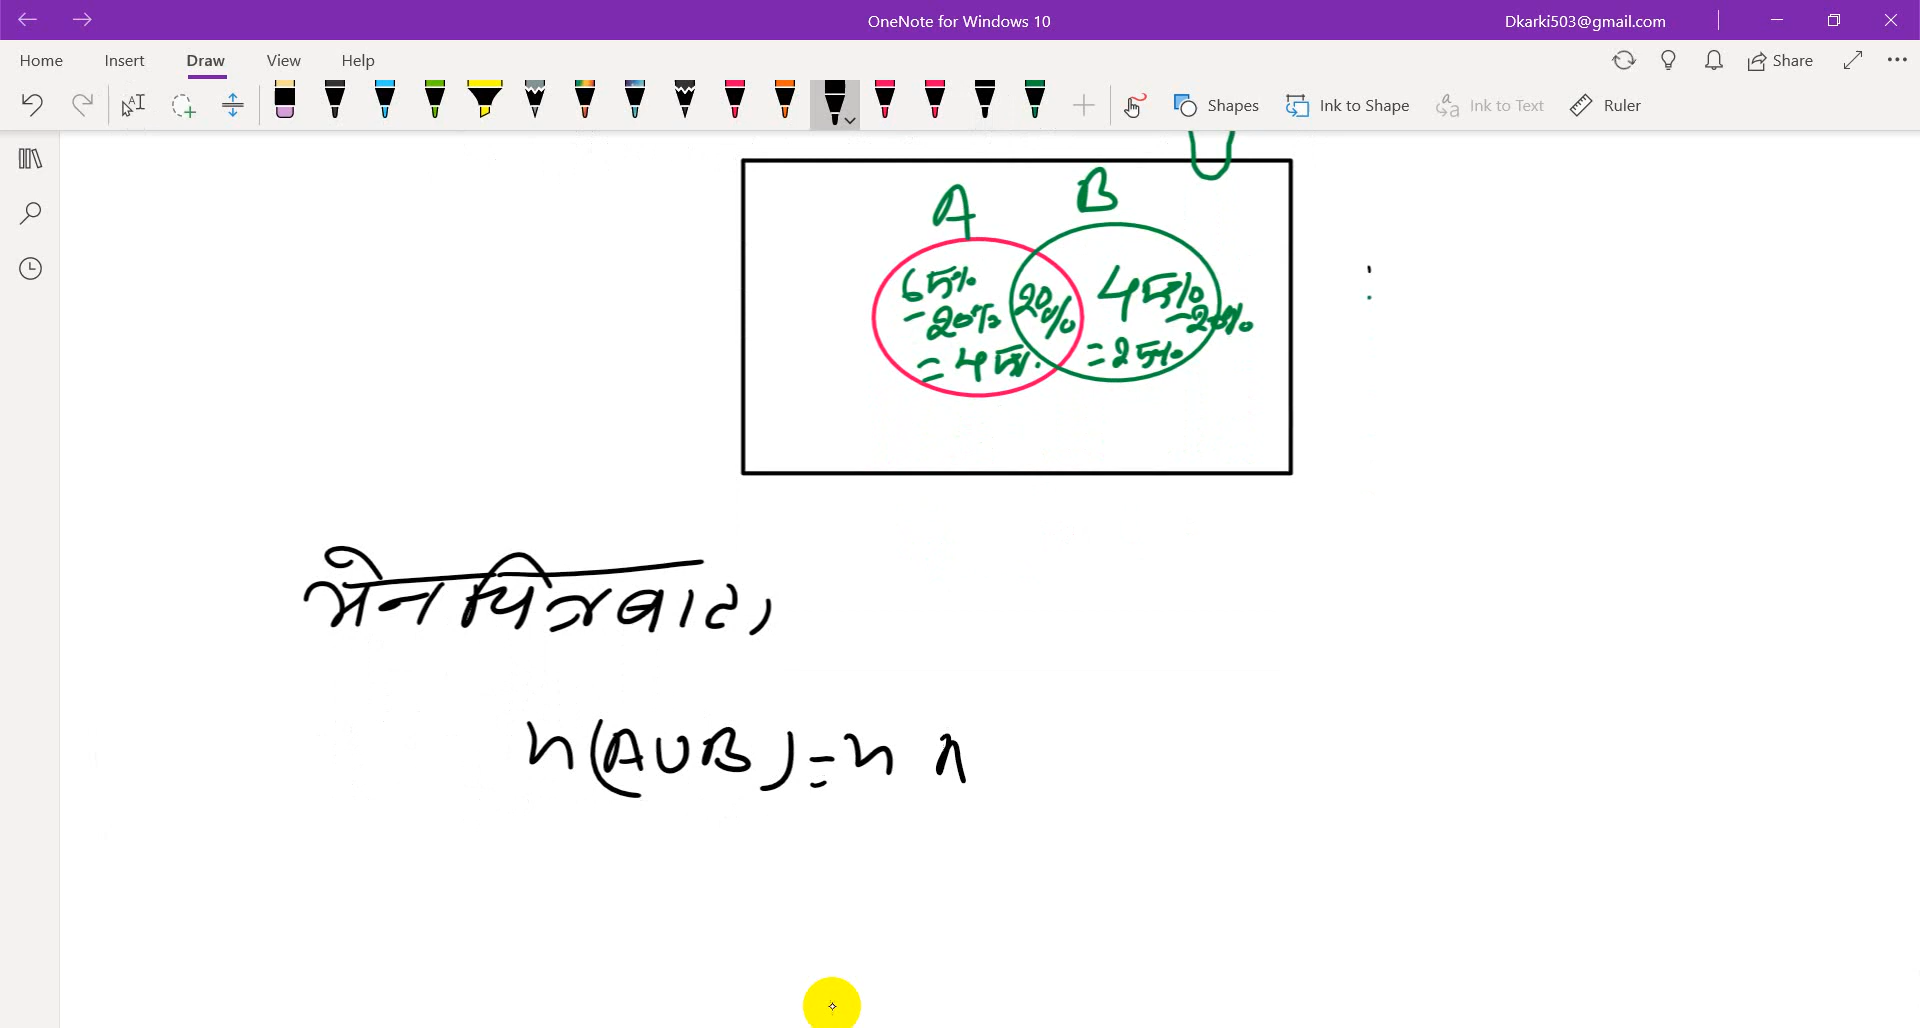 OneNote for Windows 10
Dkarki503@gmail.com
Home Insert Draw View Help
Share
Shapes Ink to Shape Ink to Text Ruler
U
A B
65% 20% 45%
-20% -20%
=45% =25%
भेन चित्रबाट,
n(AUB)=n